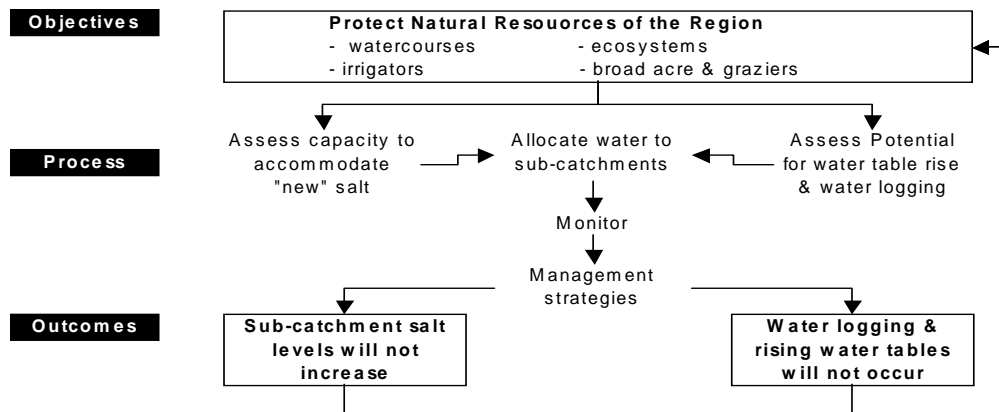 Objectives
Protect Natural Resouorces of the Region
- watercourses - ecosystems
- irrigators - broad acre & graziers
Process
Assess capacity to
accommodate
"new" salt
Allocate water to
sub-catchments
Assess Potential
for water table rise
& water logging
Monitor
Management
strategies
Outcomes
Sub-catchment salt
levels will not
increase
Water logging &
rising water tables
will not occur